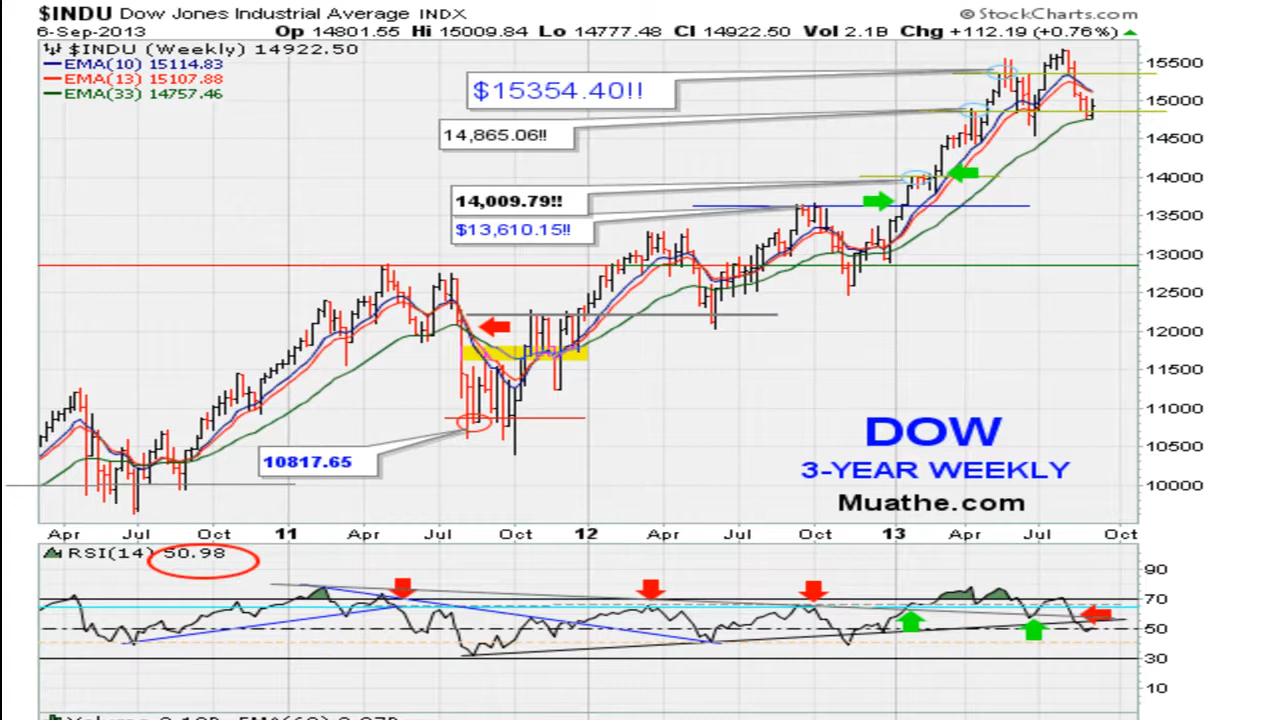 $INDU Dow Jones Industrial Average INDX
© StockCharts.com
6-Sep-2013
Op 14801.55 Hi 15009.84 Lo 14777.48 Cl 14922.50 Vol 2.1B Chg +112.19 (+0.76%)
$INDU (Weekly) 14922.50
EMA(10) 15114.83
EMA(13) 15107.88
EMA(33) 14757.46
$15354.40!!
14,865.06!!
14,009.79!!
$13,610.15!!
10817.65
15500
15000
14500
14000
13500
13000
12500
12000
11500
11000
10500
10000
DOW
3-YEAR WEEKLY
Muathe.com
Apr Jul Oct 11 Apr Jul Oct 12 Apr Jul Oct 13 Apr Jul Oct
RSI(14) 50.98
90
70
50
30
10